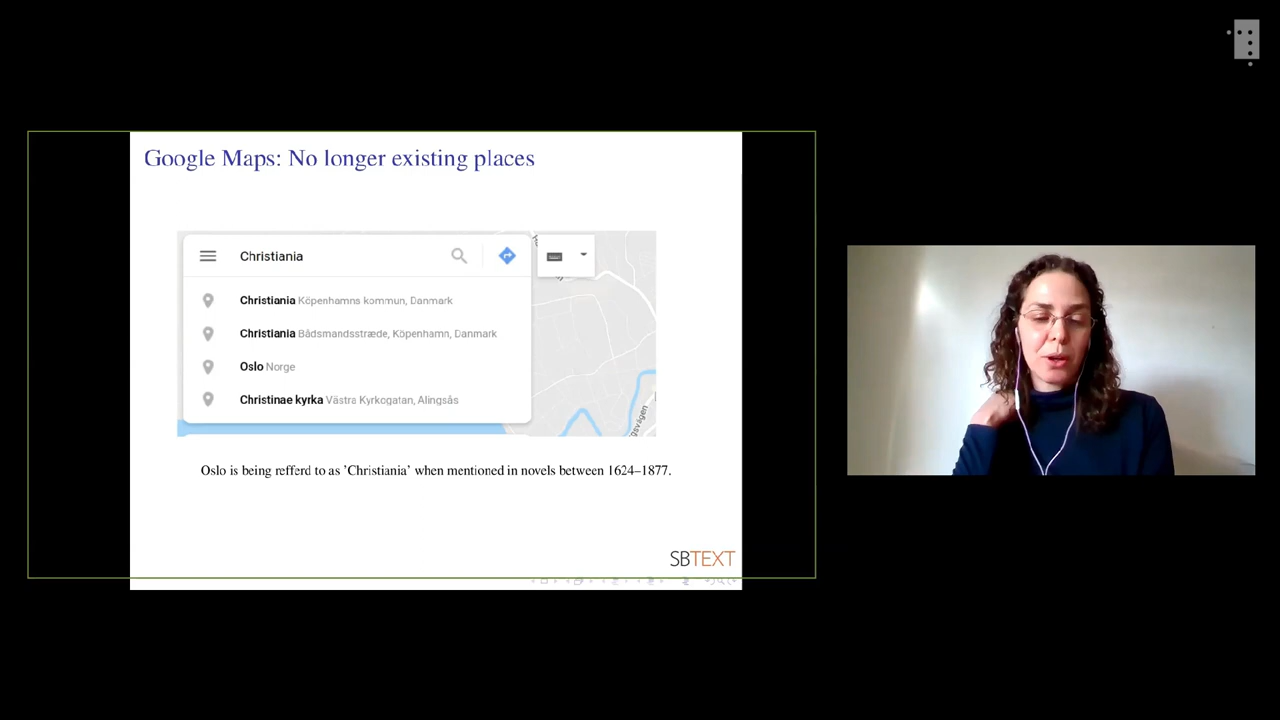 Google Maps: No longer existing places
Christiania
Christiania Köpenhamns kommun, Danmark
Christiania Bådsmandsstræde, Köpenhamn, Danmark
Oslo Norge
Christinae kyrka Västra Kyrkogatan, Alingsås
Oslo is being refferd to as 'Christiania' when mentioned in novels between 1624–1877.
SBTEXT